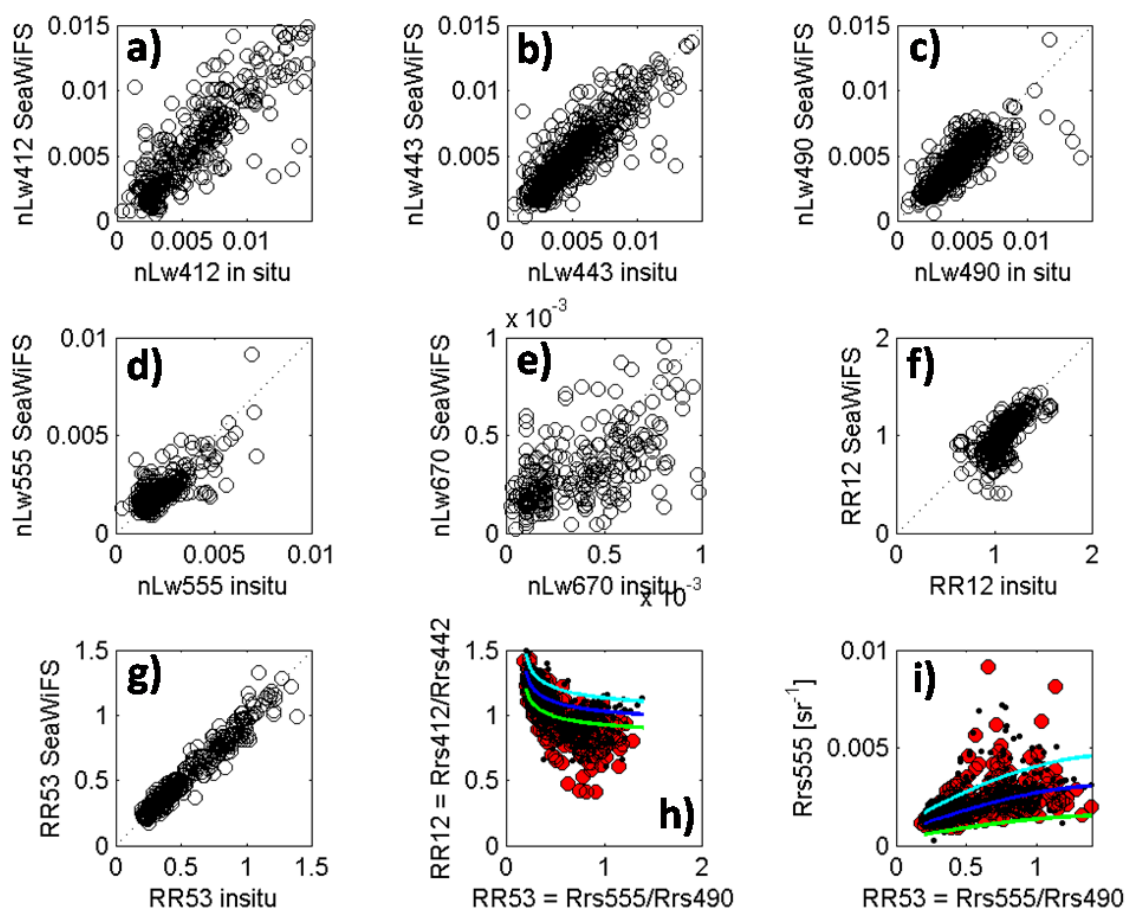 a)
nLw412 SeaWiFS
0.015
0.01
0.005
0
0 0.005 0.01
nLw412 in situ
b)
nLw443 SeaWiFS
0.015
0.01
0.005
0
0 0.005 0.01
nLw443 insitu
c)
nLw490 SeaWiFS
0.015
0.01
0.005
0
0 0.005 0.01
nLw490 in situ
d)
nLw555 SeaWiFS
0.01
0.005
0
0 0.005 0.01
nLw555 insitu
x 10⁻³
e)
nLw670 SeaWiFS
1
0.5
0
0 0.5 1
nLw670 insitu
x 10⁻³
f)
RR12 SeaWiFS
2
1
0
0 1 2
RR12 insitu
g)
RR53 SeaWiFS
1.5
1
0.5
0
0 0.5 1 1.5
RR53 insitu
h)
RR12 = Rrs412/Rrs442
1.5
1
0.5
0
0 1 2
RR53 = Rrs555/Rrs490
i)
Rrs555 [sr⁻¹]
0.01
0.005
0
0 0.5 1
RR53 = Rrs555/Rrs490